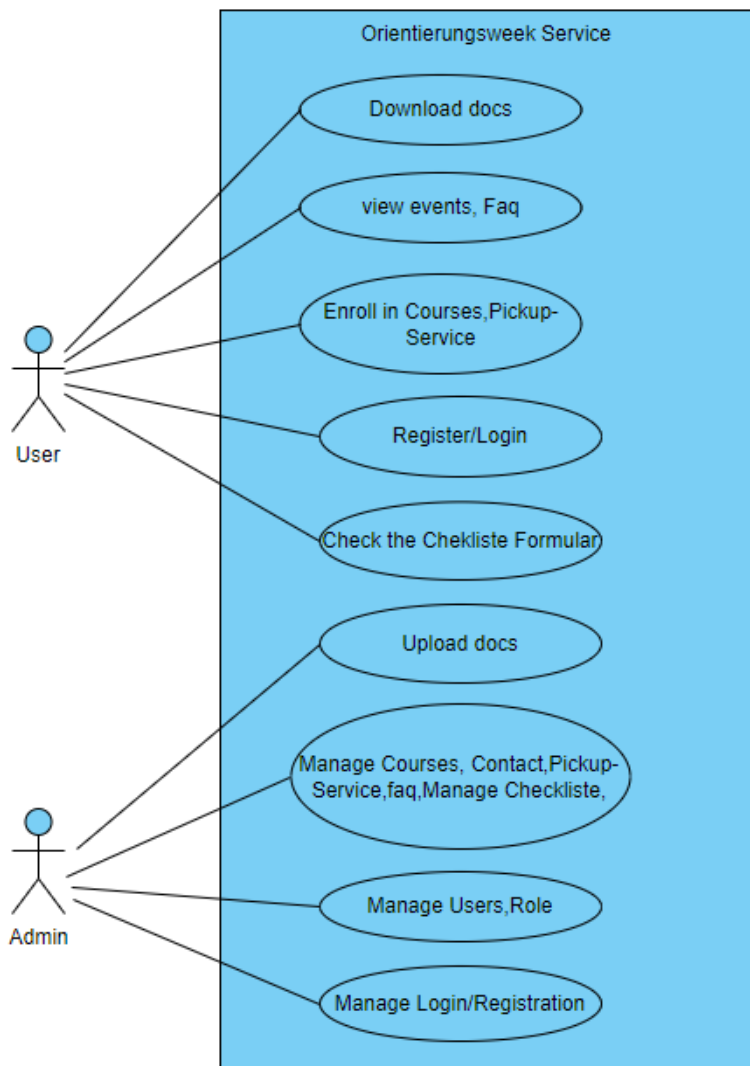 Orientierungsweek Service
Download docs
view events, Faq
Enroll in Courses,Pickup-
Service
User
Register/Login
Check the Chekliste Formular
Upload docs
Manage Courses, Contact,Pickup-
Service,faq,Manage Checkliste,
Admin
Manage Users,Role
Manage Login/Registration